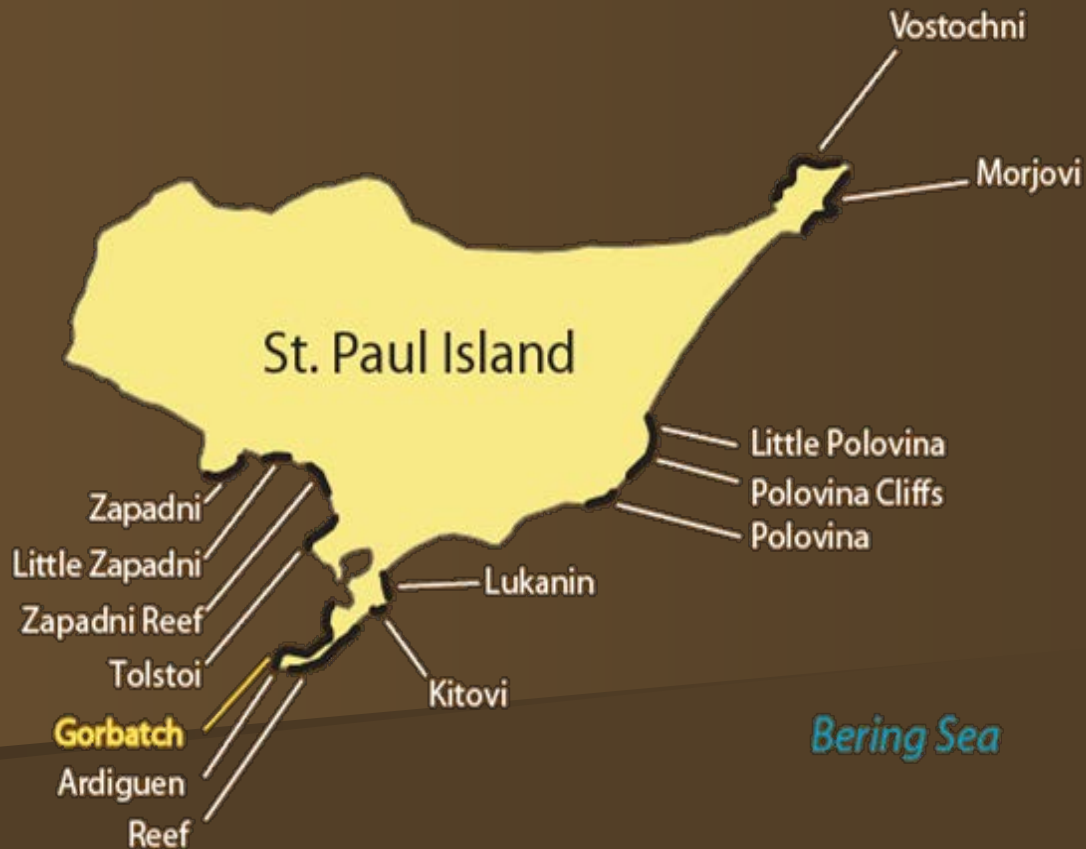 Vostochni
Morjovi
St. Paul Island
Little Polovina
Polovina Cliffs
Polovina
Zapadni
Little Zapadni
Zapadni Reef
Tolstoi
Gorbatch
Ardiguen
Reef
Lukanin
Kitovi
Bering Sea